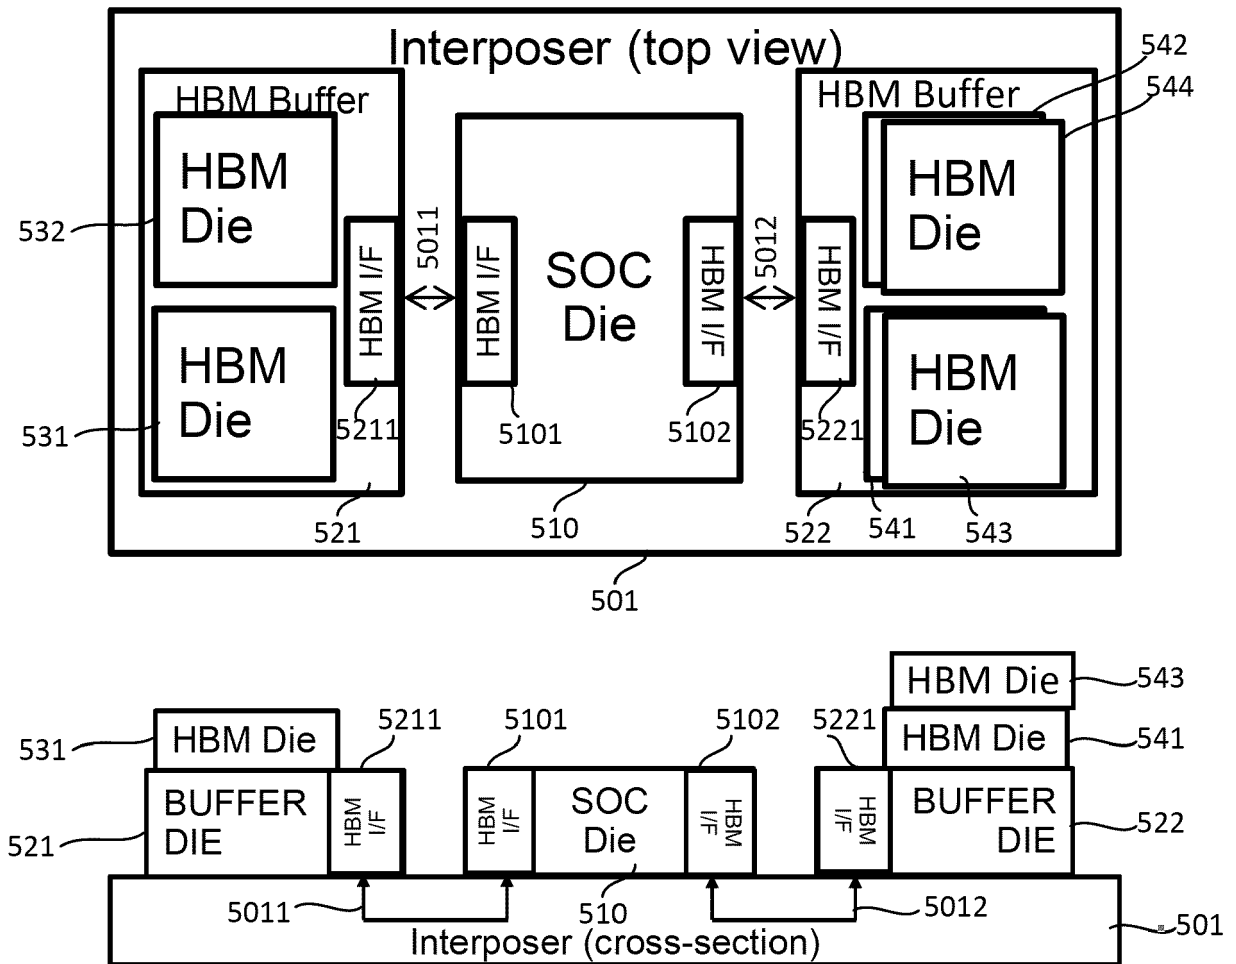 Interposer (top view)
542
HBM Buffer
HBM Buffer
544
HBM
Die
HBM
Die
532
HBM I/F
5011
HBM I/F
SOC
Die
HBM I/F
5012
HBM I/F
HBM
Die
HBM
Die
531
5211
5101
5102
5221
521
510
522
541
543
501
HBM Die
543
5211
5101
5102
5221
531
HBM Die
HBM Die
541
BUFFER
DIE
HBM
I/F
HBM
I/F
SOC
Die
HBM
I/F
HBM
I/F
BUFFER
DIE
521
522
5011
510
5012
501
Interposer (cross-section)